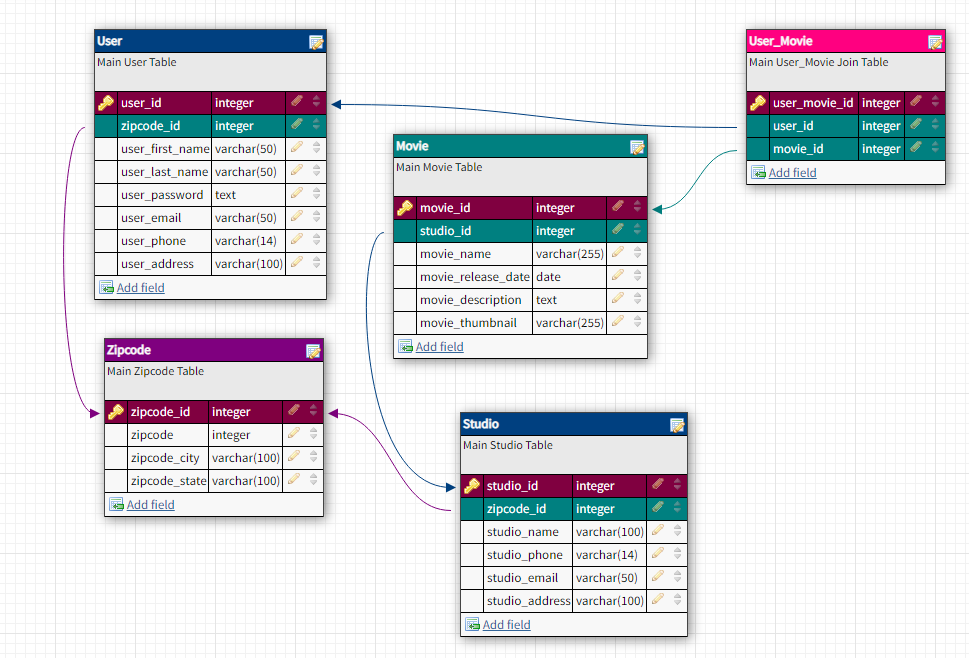 User
Main User Table
user_id integer
zipcode_id integer
user_first_name varchar(50)
user_last_name varchar(50)
user_password text
user_email varchar(50)
user_phone varchar(14)
user_address varchar(100)
Add field
User_Movie
Main User_Movie Join Table
user_movie_id integer
user_id integer
movie_id integer
Add field
Movie
Main Movie Table
movie_id integer
studio_id integer
movie_name varchar(255)
movie_release_date date
movie_description text
movie_thumbnail varchar(255)
Add field
Zipcode
Main Zipcode Table
zipcode_id integer
zipcode integer
zipcode_city varchar(100)
zipcode_state varchar(100)
Add field
Studio
Main Studio Table
studio_id integer
zipcode_id integer
studio_name varchar(100)
studio_phone varchar(14)
studio_email varchar(50)
studio_address varchar(100)
Add field